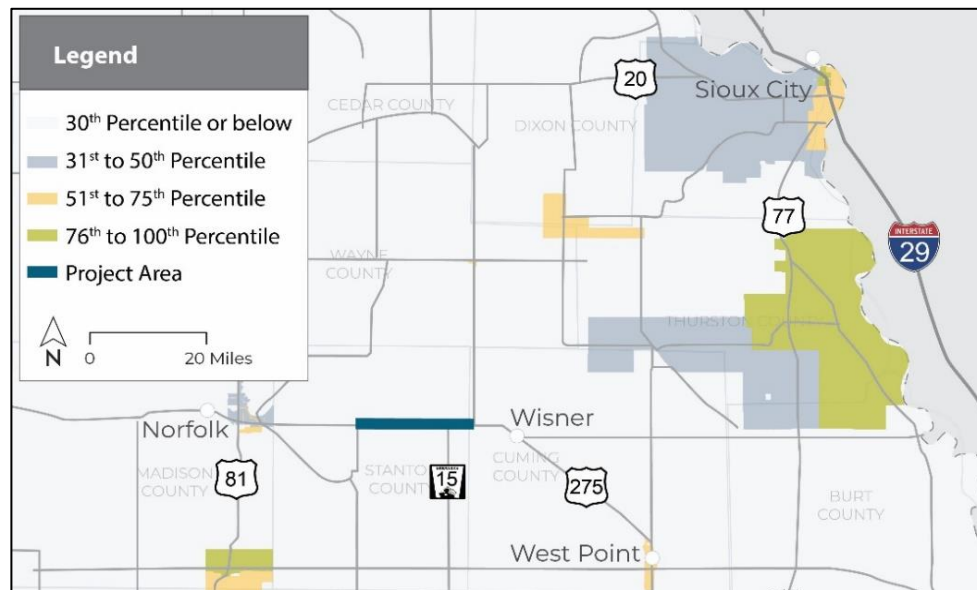 Legend
30th Percentile or below
31st to 50th Percentile
51st to 75th Percentile
76th to 100th Percentile
Project Area
N
0 20 Miles
20
Sioux City
CEDAR COUNTY
DIXON COUNTY
77
INTERSTATE
29
WAYNE
COUNTY
THURSTON COUNTY
Norfolk
Wisner
MADISON
COUNTY
81
STANTON
COUNTY
15
CUMING
COUNTY
275
BURT
COUNTY
West Point